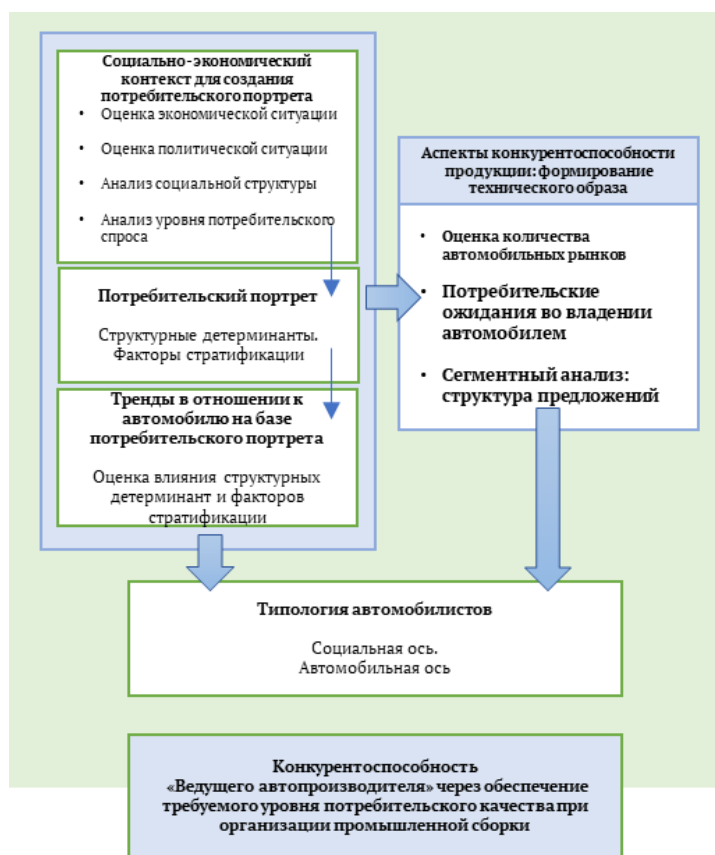 Социально-экономический
контекст для создания
потребительского портрета
• Оценка экономической ситуации
• Оценка политической ситуации
• Анализ социальной структуры
• Анализ уровня потребительского
спроса
Потребительский портрет
Структурные детерминанты.
Факторы стратификации
Тренды в отношении к
автомобилю на базе
потребительского портрета
Оценка влияния структурных
детерминант и факторов
стратификации
Аспекты конкурентоспособности
продукции: формирование
технического образа
• Оценка количества
автомобильных рынков
• Потребительские
ожидания во владении
автомобилем
• Сегментный анализ:
структура предложений
Типология автомобилистов
Социальная ось.
Автомобильная ось
Конкурентоспособность
«Ведущего автопроизводителя» через обеспечение
требуемого уровня потребительского качества при
организации промышленной сборки